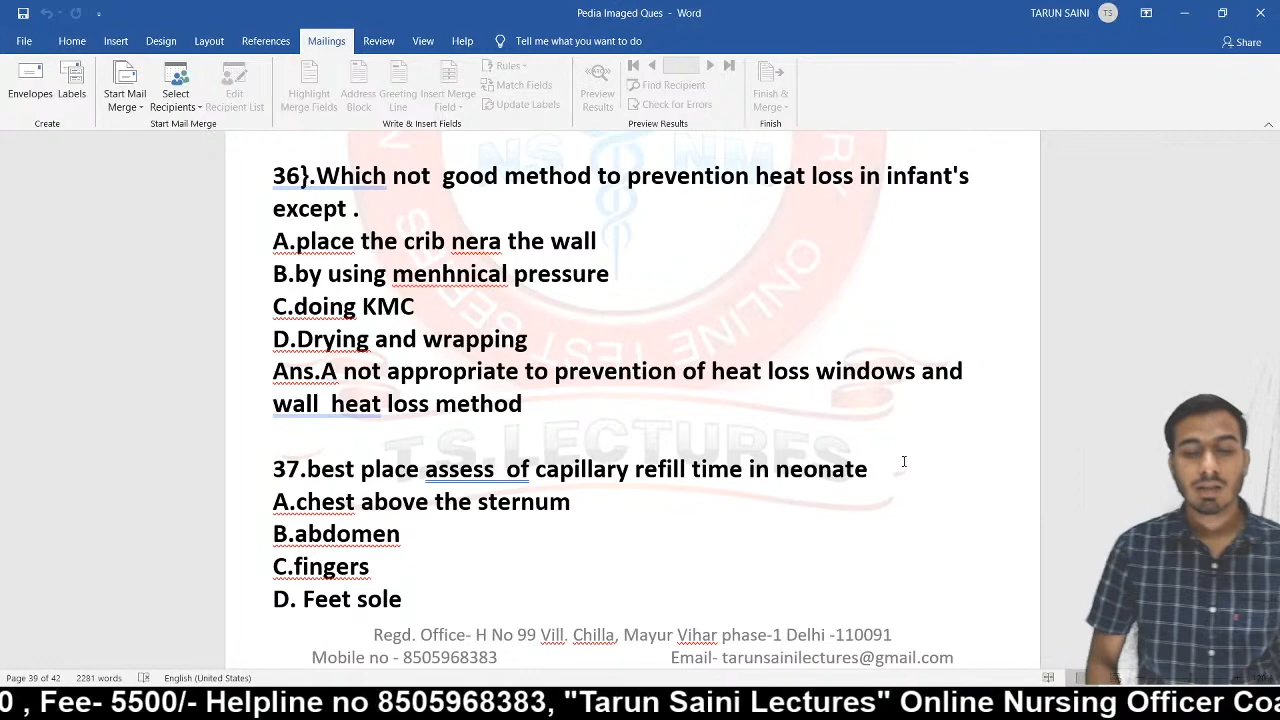 Pedia Imaged Ques - Word
TARUN SAINI TS
File Home Insert Design Layout References Mailings Review View Help Tell me what you want to do Share
Envelopes Labels
Create
Start Mail Merge
Select Recipients
Edit Recipient List
Start Mail Merge
Highlight Merge Fields
Address Block
Greeting Line
Insert Merge Field
Rules
Match Fields
Update Labels
Write & Insert Fields
Preview Results
Find Recipient
Check for Errors
Preview Results
Finish & Merge
Finish
NS NM
ONLINE TEST SER
T.S.LECTURES
36}.Which not  good method to prevention heat loss in infant's
except .
A.place the crib nera the wall
B.by using menhnical pressure
C.doing KMC
D.Drying and wrapping
Ans.A not appropriate to prevention of heat loss windows and
wall  heat loss method
37.best place assess  of capillary refill time in neonate
A.chest above the sternum
B.abdomen
C.fingers
D. Feet sole
Regd. Office- H No 99 Vill. Chilla, Mayur Vihar phase-1 Delhi -110091
Mobile no - 8505968383 Email- tarunsainilectures@gmail.com
Page 39 of 42 2281 words English (United States)
0 , Fee- 5500/- Helpline no 8505968383, "Tarun Saini Lectures" Online Nursing Officer Coa